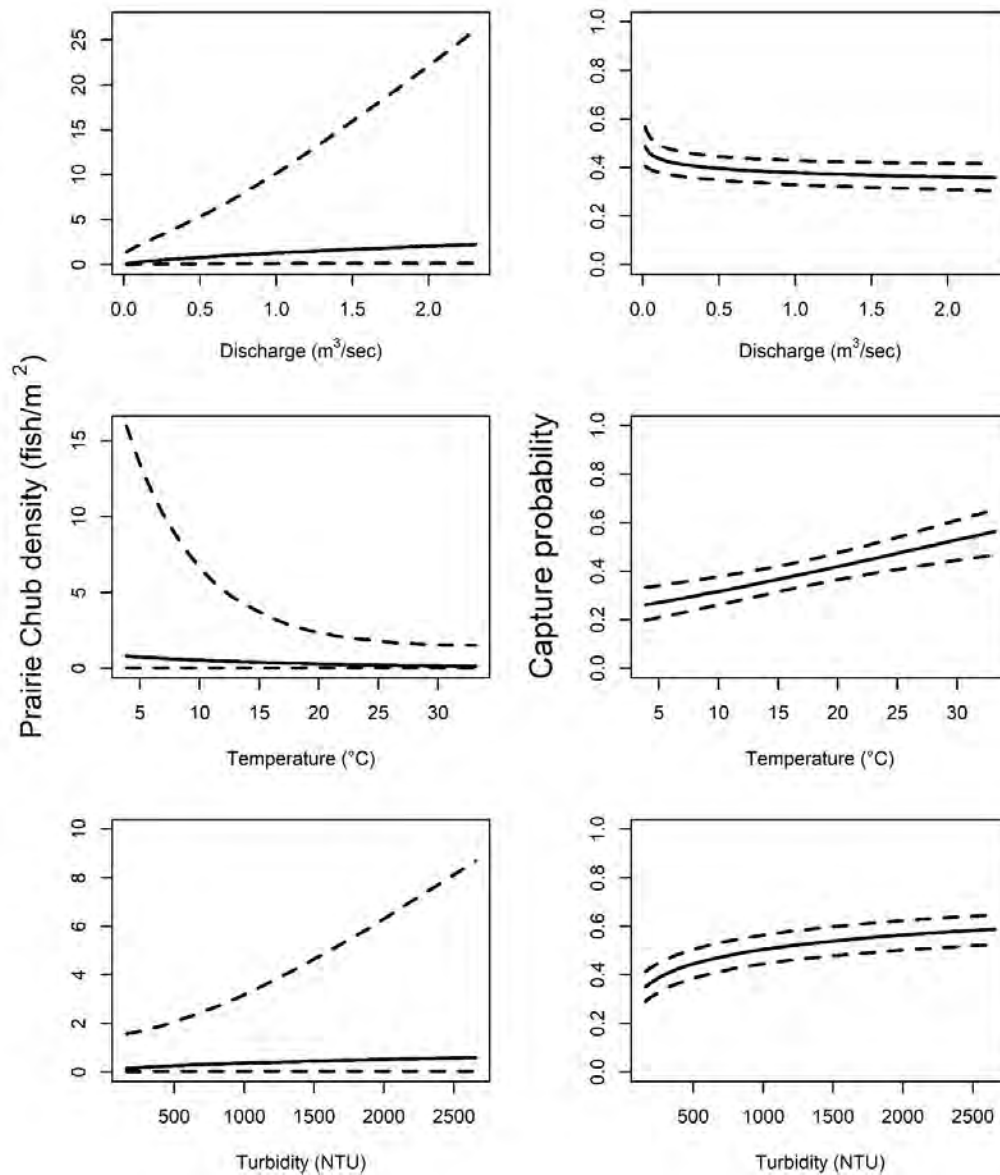 Prairie Chub density (fish/m²)
0 5 10 15 20 25
0.0 0.5 1.0 1.5 2.0
Discharge (m³/sec)
0 5 10 15
5 10 15 20 25 30
Temperature (°C)
0 2 4 6 8 10
500 1000 1500 2000 2500
Turbidity (NTU)
Capture probability
0.0 0.2 0.4 0.6 0.8 1.0
0.0 0.5 1.0 1.5 2.0
Discharge (m³/sec)
0.0 0.2 0.4 0.6 0.8 1.0
5 10 15 20 25 30
Temperature (°C)
0.0 0.2 0.4 0.6 0.8 1.0
500 1000 1500 2000 2500
Turbidity (NTU)